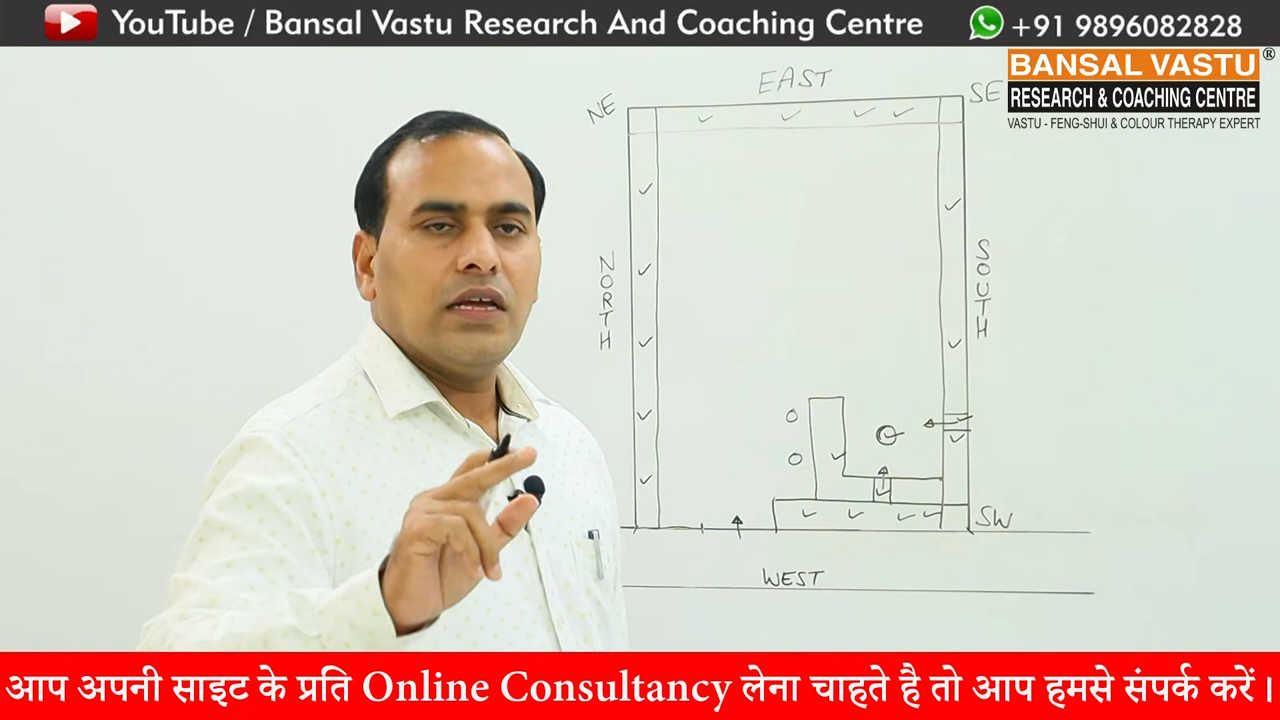 YouTube / Bansal Vastu Research And Coaching Centre
+91 9896082828
BANSAL VASTU®
RESEARCH & COACHING CENTRE
VASTU - FENG-SHUI & COLOUR THERAPY EXPERT
EAST
NE
SE
NORTH
SOUTH
SW
WEST
आप अपनी साइट के प्रति Online Consultancy लेना चाहते है तो आप हमसे संपर्क करें।